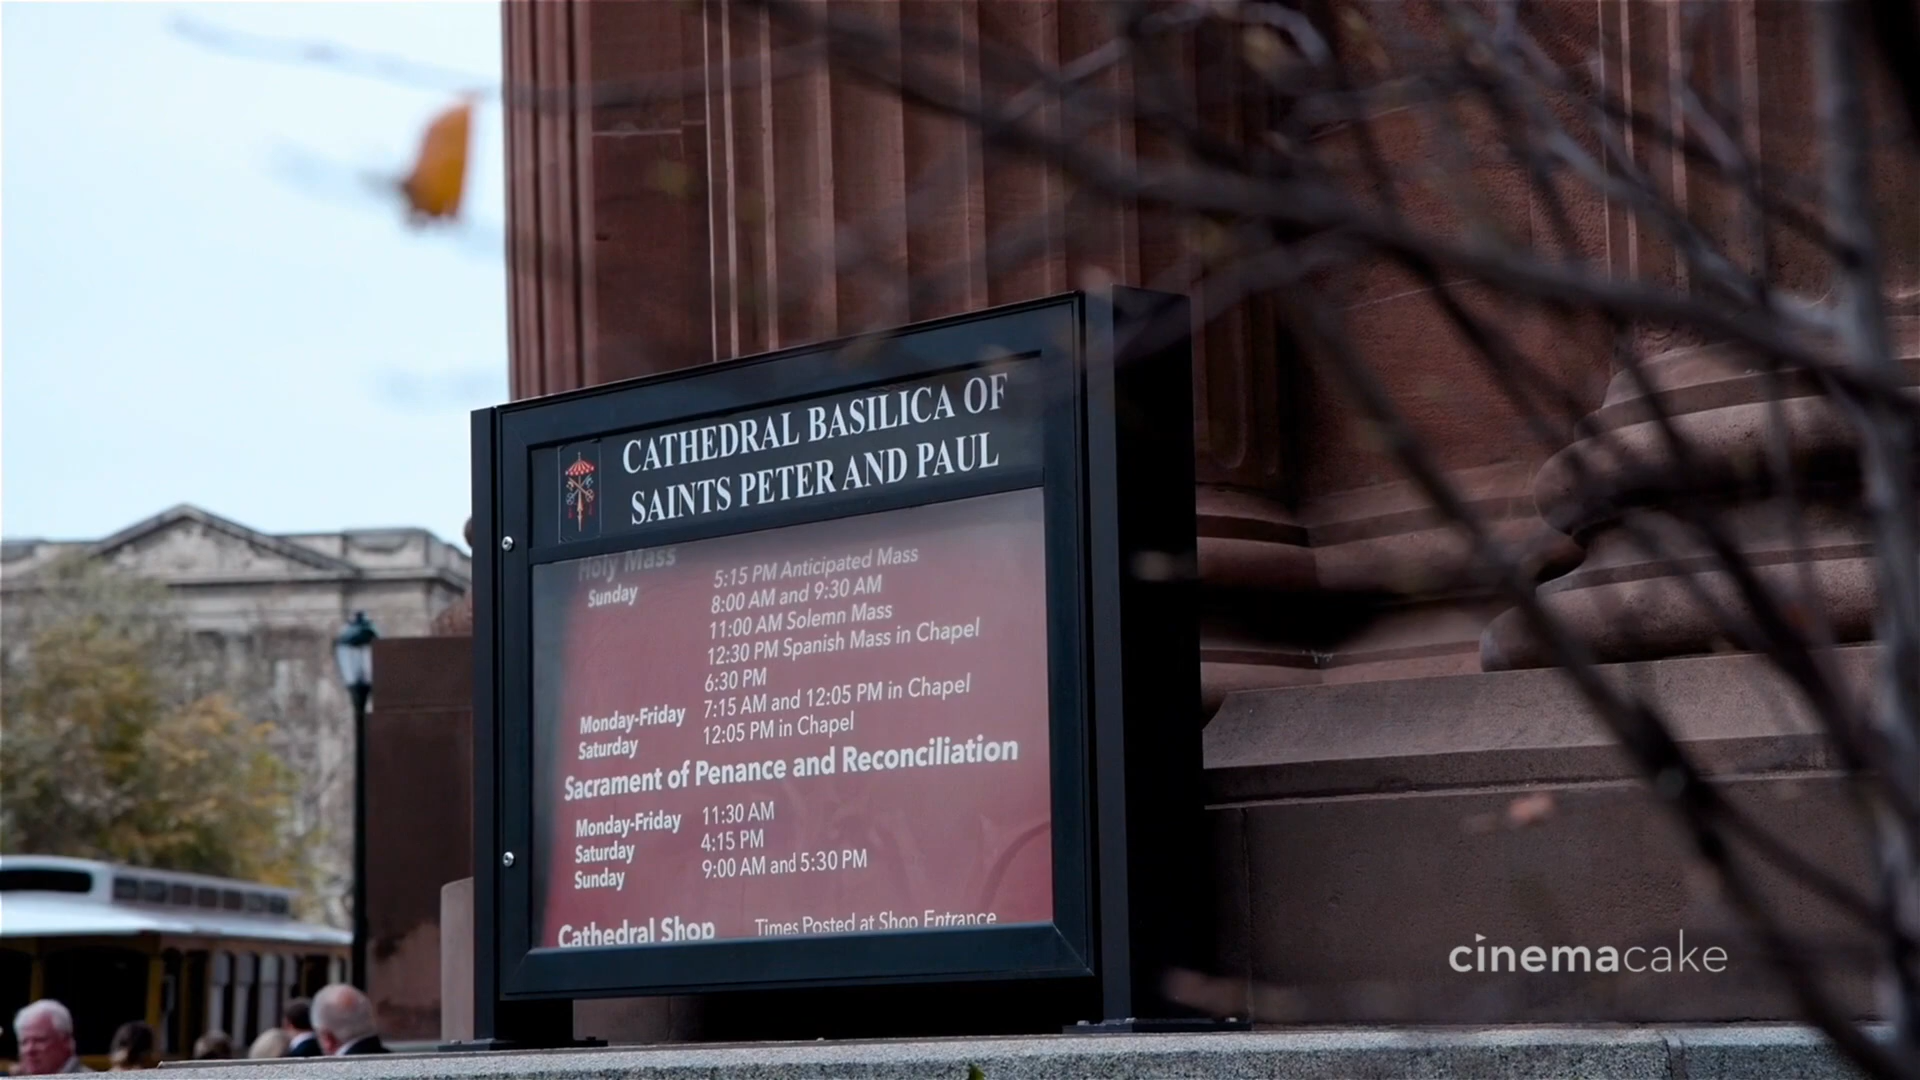 CATHEDRAL BASILICA OF
SAINTS PETER AND PAUL
Holy Mass
5:15 PM Anticipated Mass
Sunday 8:00 AM and 9:30 AM
11:00 AM Solemn Mass
12:30 PM Spanish Mass in Chapel
6:30 PM
Monday-Friday 7:15 AM and 12:05 PM in Chapel
Saturday 12:05 PM in Chapel
Sacrament of Penance and Reconciliation
Monday-Friday 11:30 AM
Saturday 4:15 PM
Sunday 9:00 AM and 5:30 PM
Cathedral Shop Times Posted at Shop Entrance
cinemacake